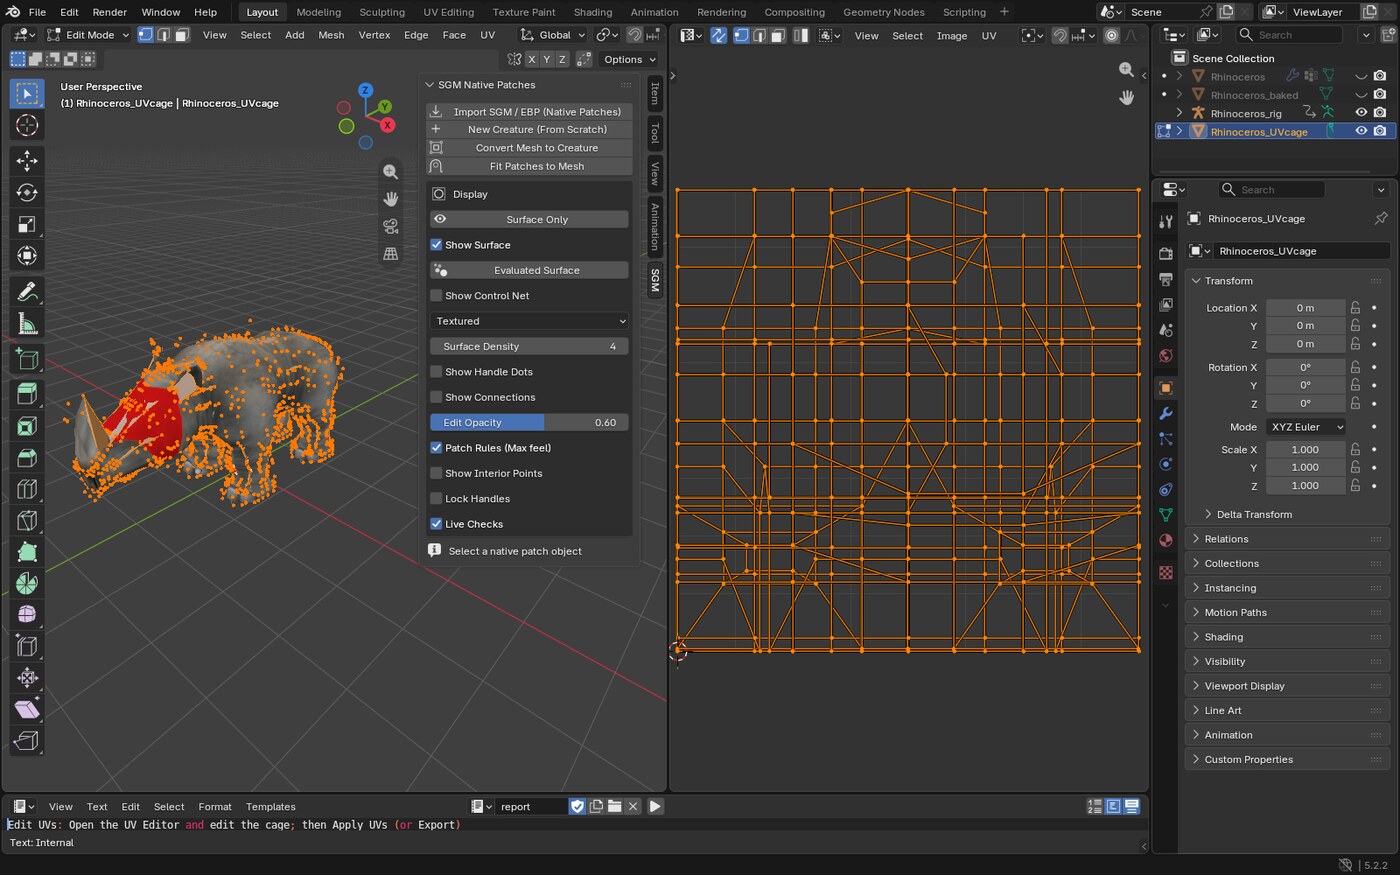 File Edit Render Window Help Layout Modeling Sculpting UV Editing Texture Paint Shading Animation Rendering Compositing Geometry Nodes Scripting + Scene ViewLayer
Edit Mode View Select Add Mesh Vertex Edge Face UV Global
X Y Z Options
User Perspective
(1) Rhinoceros_UVcage | Rhinoceros_UVcage
Z
Y
X
SGM Native Patches
Import SGM / EBP (Native Patches)
New Creature (From Scratch)
Convert Mesh to Creature
Fit Patches to Mesh
Display
Surface Only
Show Surface
Evaluated Surface
Show Control Net
Textured
Surface Density 4
Show Handle Dots
Show Connections
Edit Opacity 0.60
Patch Rules (Max feel)
Show Interior Points
Lock Handles
Live Checks
Select a native patch object
Item
Tool
View
Animation
SGM
View Select Image UV
Search
Scene Collection
Rhinoceros
Rhinoceros_baked
Rhinoceros_rig
Rhinoceros_UVcage
Search
Rhinoceros_UVcage
Rhinoceros_UVcage
Transform
Location X 0 m
Y 0 m
Z 0 m
Rotation X 0°
Y 0°
Z 0°
Mode XYZ Euler
Scale X 1.000
Y 1.000
Z 1.000
Delta Transform
Relations
Collections
Instancing
Motion Paths
Shading
Visibility
Viewport Display
Line Art
Animation
Custom Properties
View Text Edit Select Format Templates report
Edit UVs: Open the UV Editor and edit the cage; then Apply UVs (or Export)
Text: Internal
5.2.2